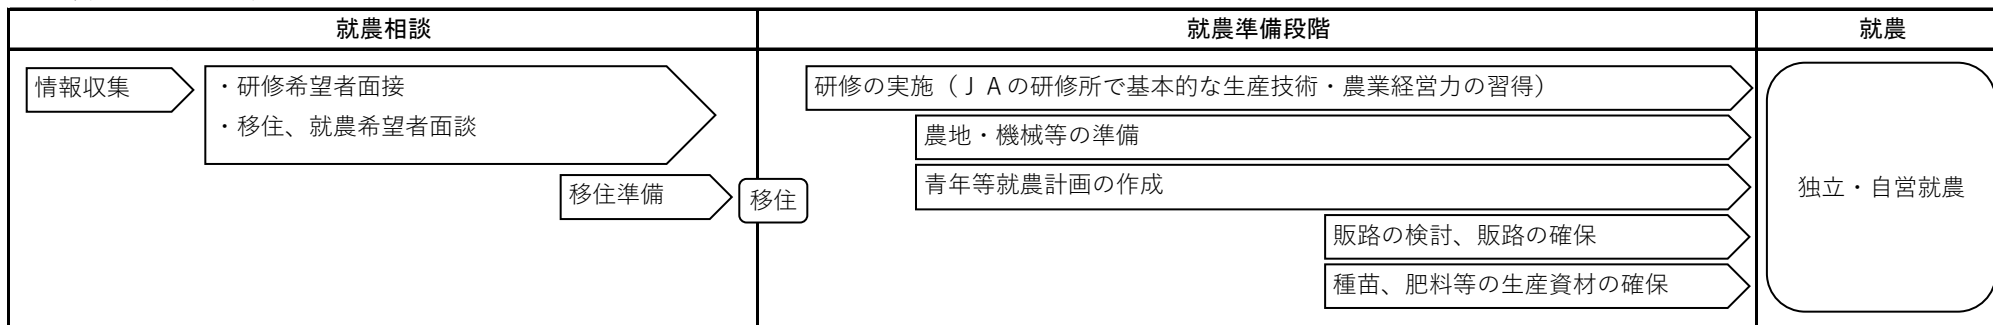 就農相談
就農準備段階
就農
情報収集
・研修希望者面接
・移住、就農希望者面談
移住準備
移住
研修の実施（ＪＡの研修所で基本的な生産技術・農業経営力の習得）
農地・機械等の準備
青年等就農計画の作成
販路の検討、販路の確保
種苗、肥料等の生産資材の確保
独立・自営就農